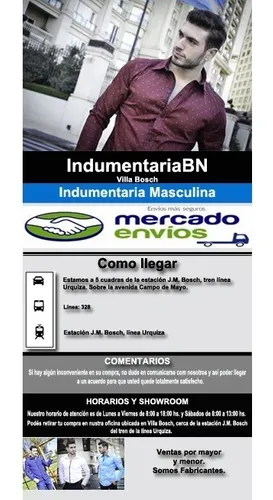 IndumentariaBN
Villa Bosch
Indumentaria Masculina
Envíos más seguros
mercado
envios
Como llegar
Estamos a 5 cuadras de la estación J.M. Bosch, tren línea
Urquiza. Sobre la avenida Campo de Mayo.
Línea: 328
Estación J.M. Bosch, línea Urquiza
COMENTARIOS
Si hay algún inconveniente en su compra, no dude en comunicarse com nosotros y así poder llegar
a un acuerdo para que usted quede totalmente satisfecho.
HORARIOS Y SHOWROOM
Nuestro horario de atención es de Lunes a Viernes de 8:00 a 18:00 hs. y Sábados de 8:00 a 13:00 hs.
Podés retirar tu compra en nustra oficina ubicada en Villa Bosch, cerca de la estación J.M. Bosch
del tren de la línea Urquiza.
Ventas por mayor
y menor.
Somos Fabricantes.